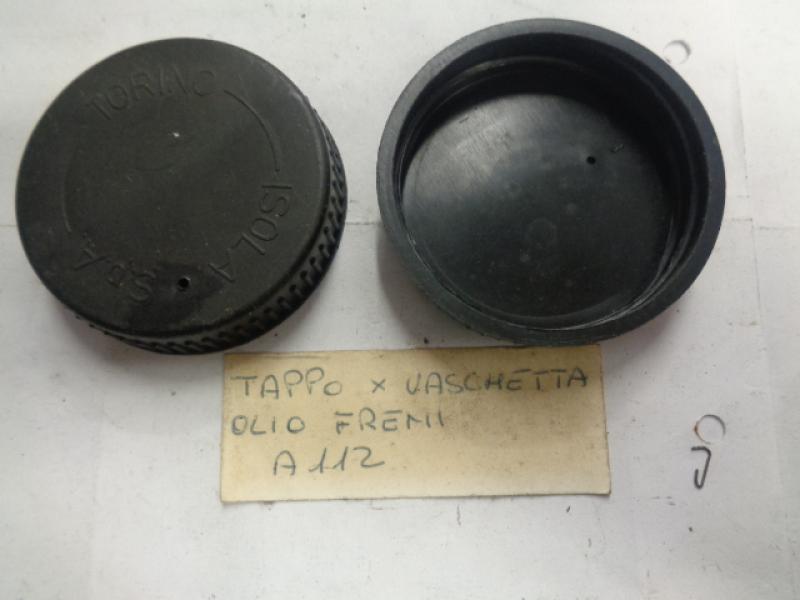 TORINO
ISOLA
S.p.A.
TAPPO x VASCHETTA
OLIO FRENI
A112